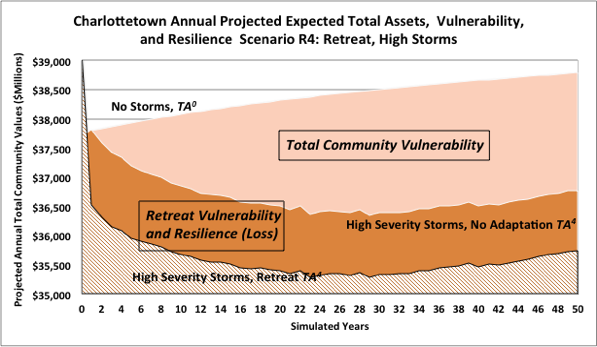 Charlottetown Annual Projected Expected Total Assets, Vulnerability,
and Resilience Scenario R4: Retreat, High Storms
Projected Annual Total Community Values ($Millions)
$39,000
$38,500
$38,000
$37,500
$37,000
$36,500
$36,000
$35,500
$35,000
No Storms, TA⁰
Total Community Vulnerability
Retreat Vulnerability
and Resilience (Loss)
High Severity Storms, No Adaptation TA⁴
High Severity Storms, Retreat TA⁴
0 2 4 6 8 10 12 14 16 18 20 22 24 26 28 30 32 34 36 38 40 42 44 46 48 50
Simulated Years